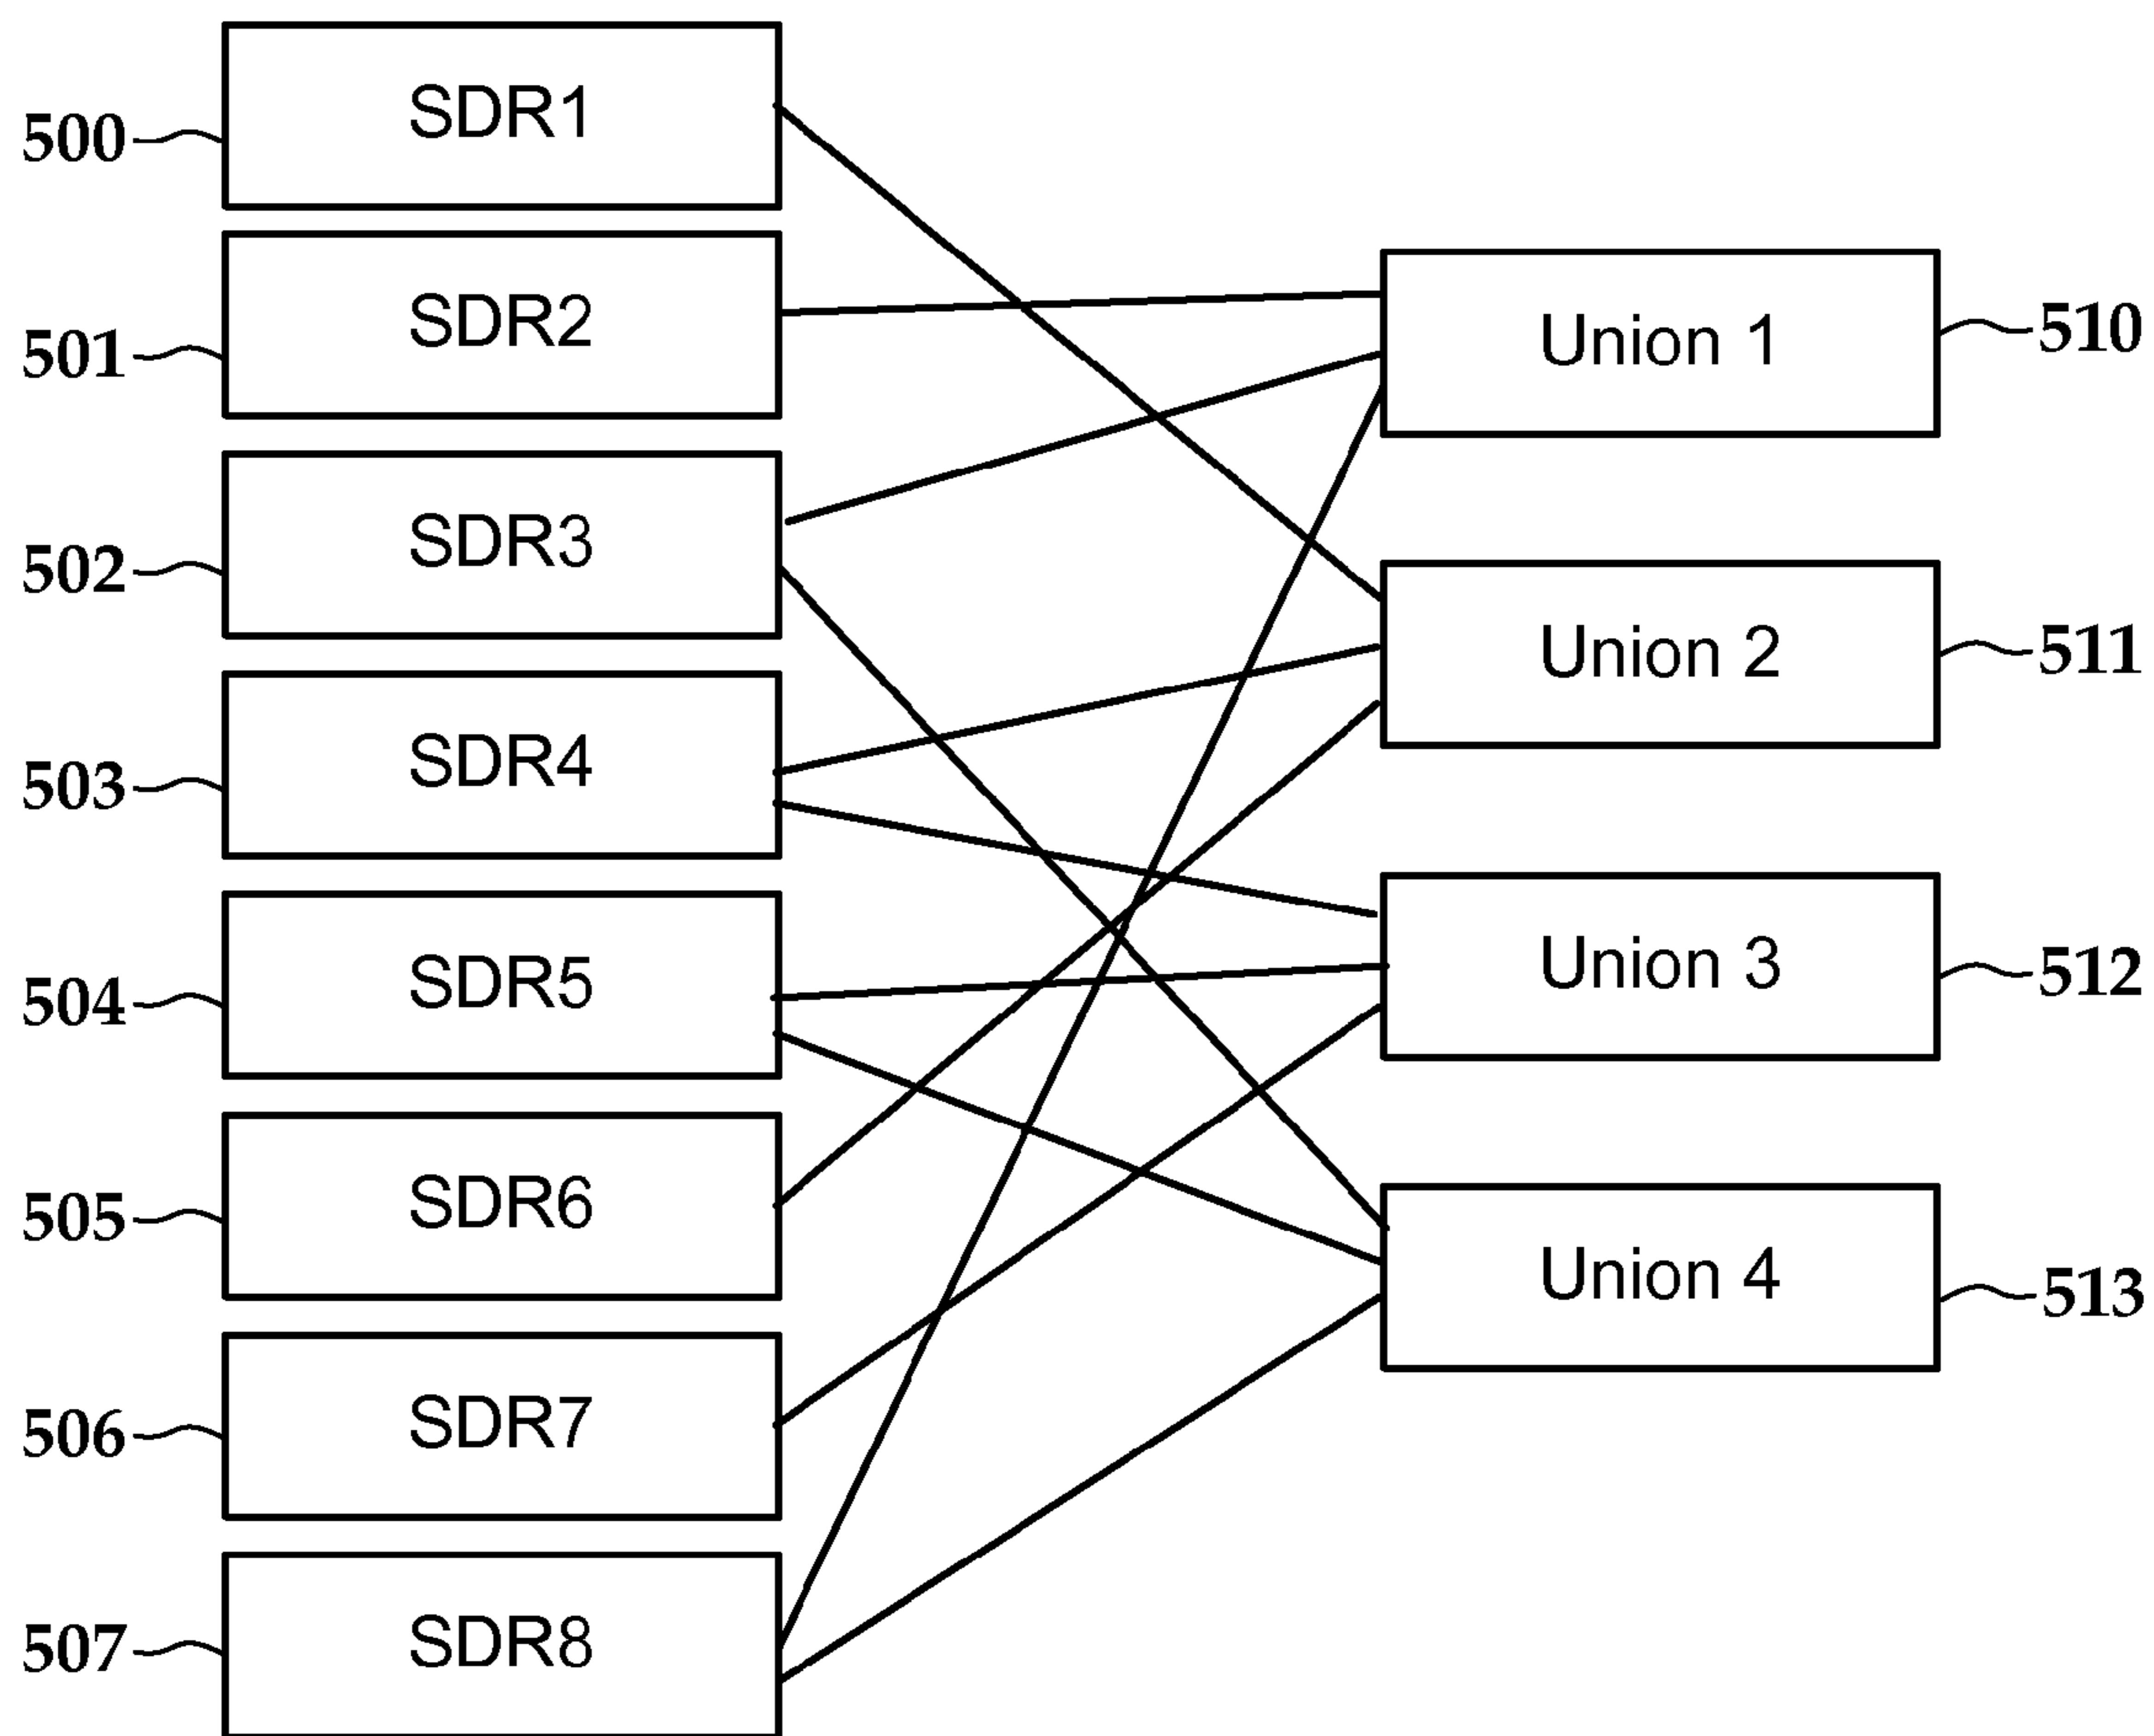 500
SDR1
501
SDR2
502
SDR3
503
SDR4
504
SDR5
505
SDR6
506
SDR7
507
SDR8
Union 1
510
Union 2
511
Union 3
512
Union 4
513